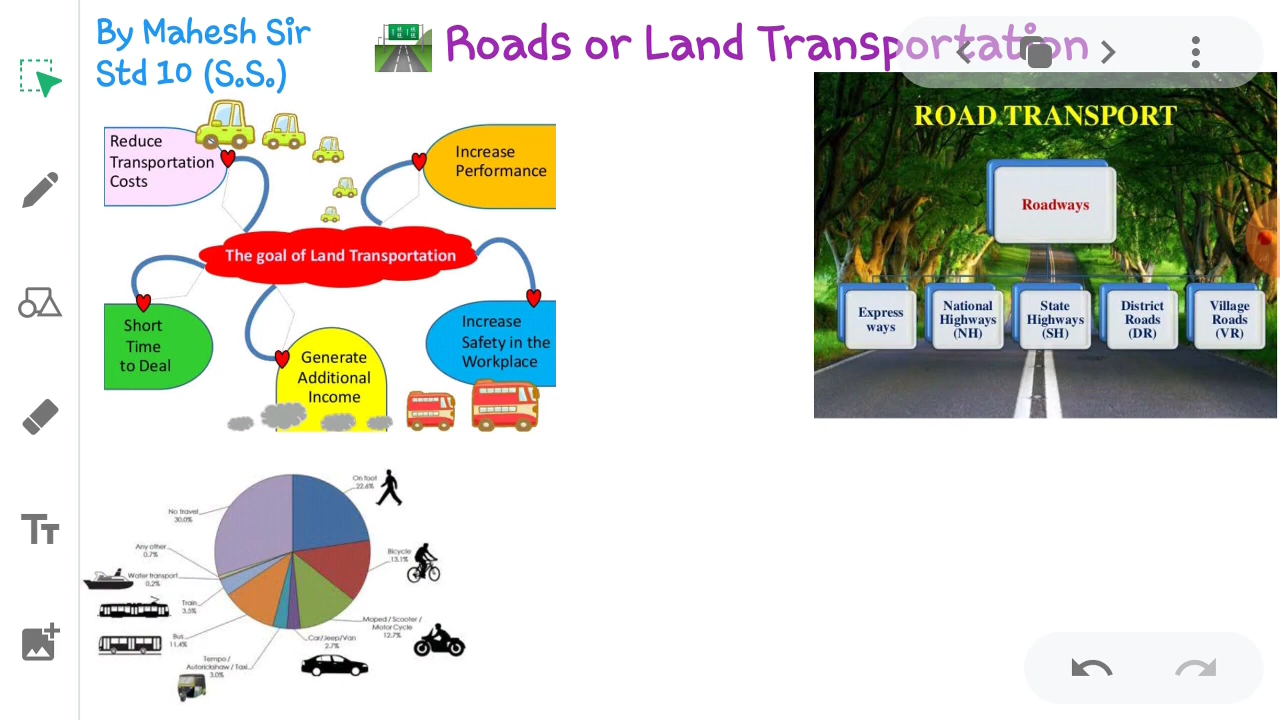 By Mahesh Sir
Std 10 (S.S.)
Roads or Land Transportation
Reduce
Transportation
Costs
Increase
Performance
The goal of Land Transportation
Short
Time
to Deal
Generate
Additional
Income
Increase
Safety in the
Workplace
ROAD TRANSPORT
Roadways
Express
ways
National
Highways
(NH)
State
Highways
(SH)
District
Roads
(DR)
Village
Roads
(VR)
On foot
22.6%
No travel
30.0%
Any other
0.7%
Bicycle
13.1%
Water transport
0.2%
Train
3.5%
Moped / Scooter /
Motor Cycle
12.7%
Bus
11.4%
Car/Jeep/Van
2.7%
Tempo /
Autorickshaw / Taxi
3.0%
Tт